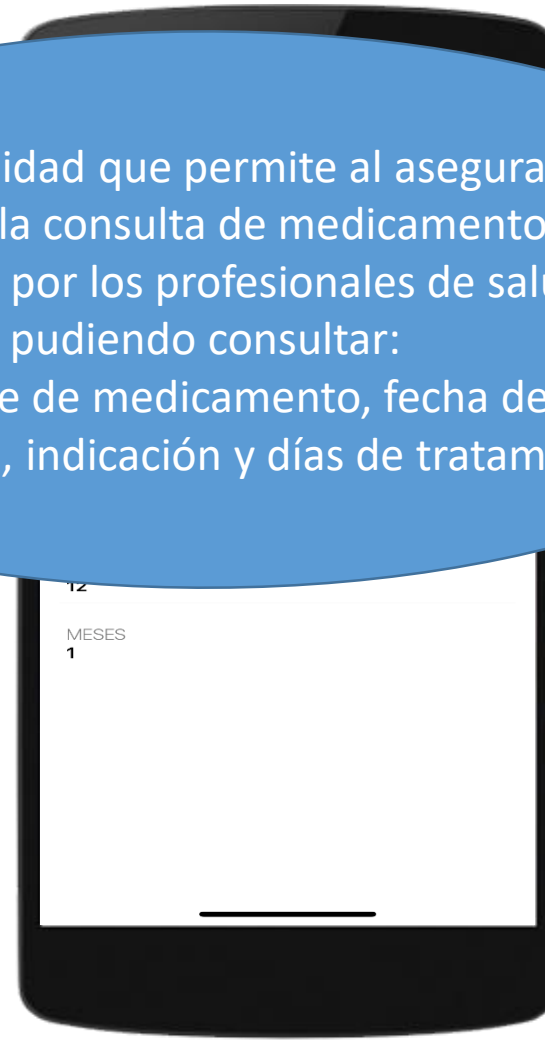 idad que permite al asegura
la consulta de medicamento
por los profesionales de salu
pudiendo consultar:
e de medicamento, fecha de
, indicación y días de tratam
12
MESES
1